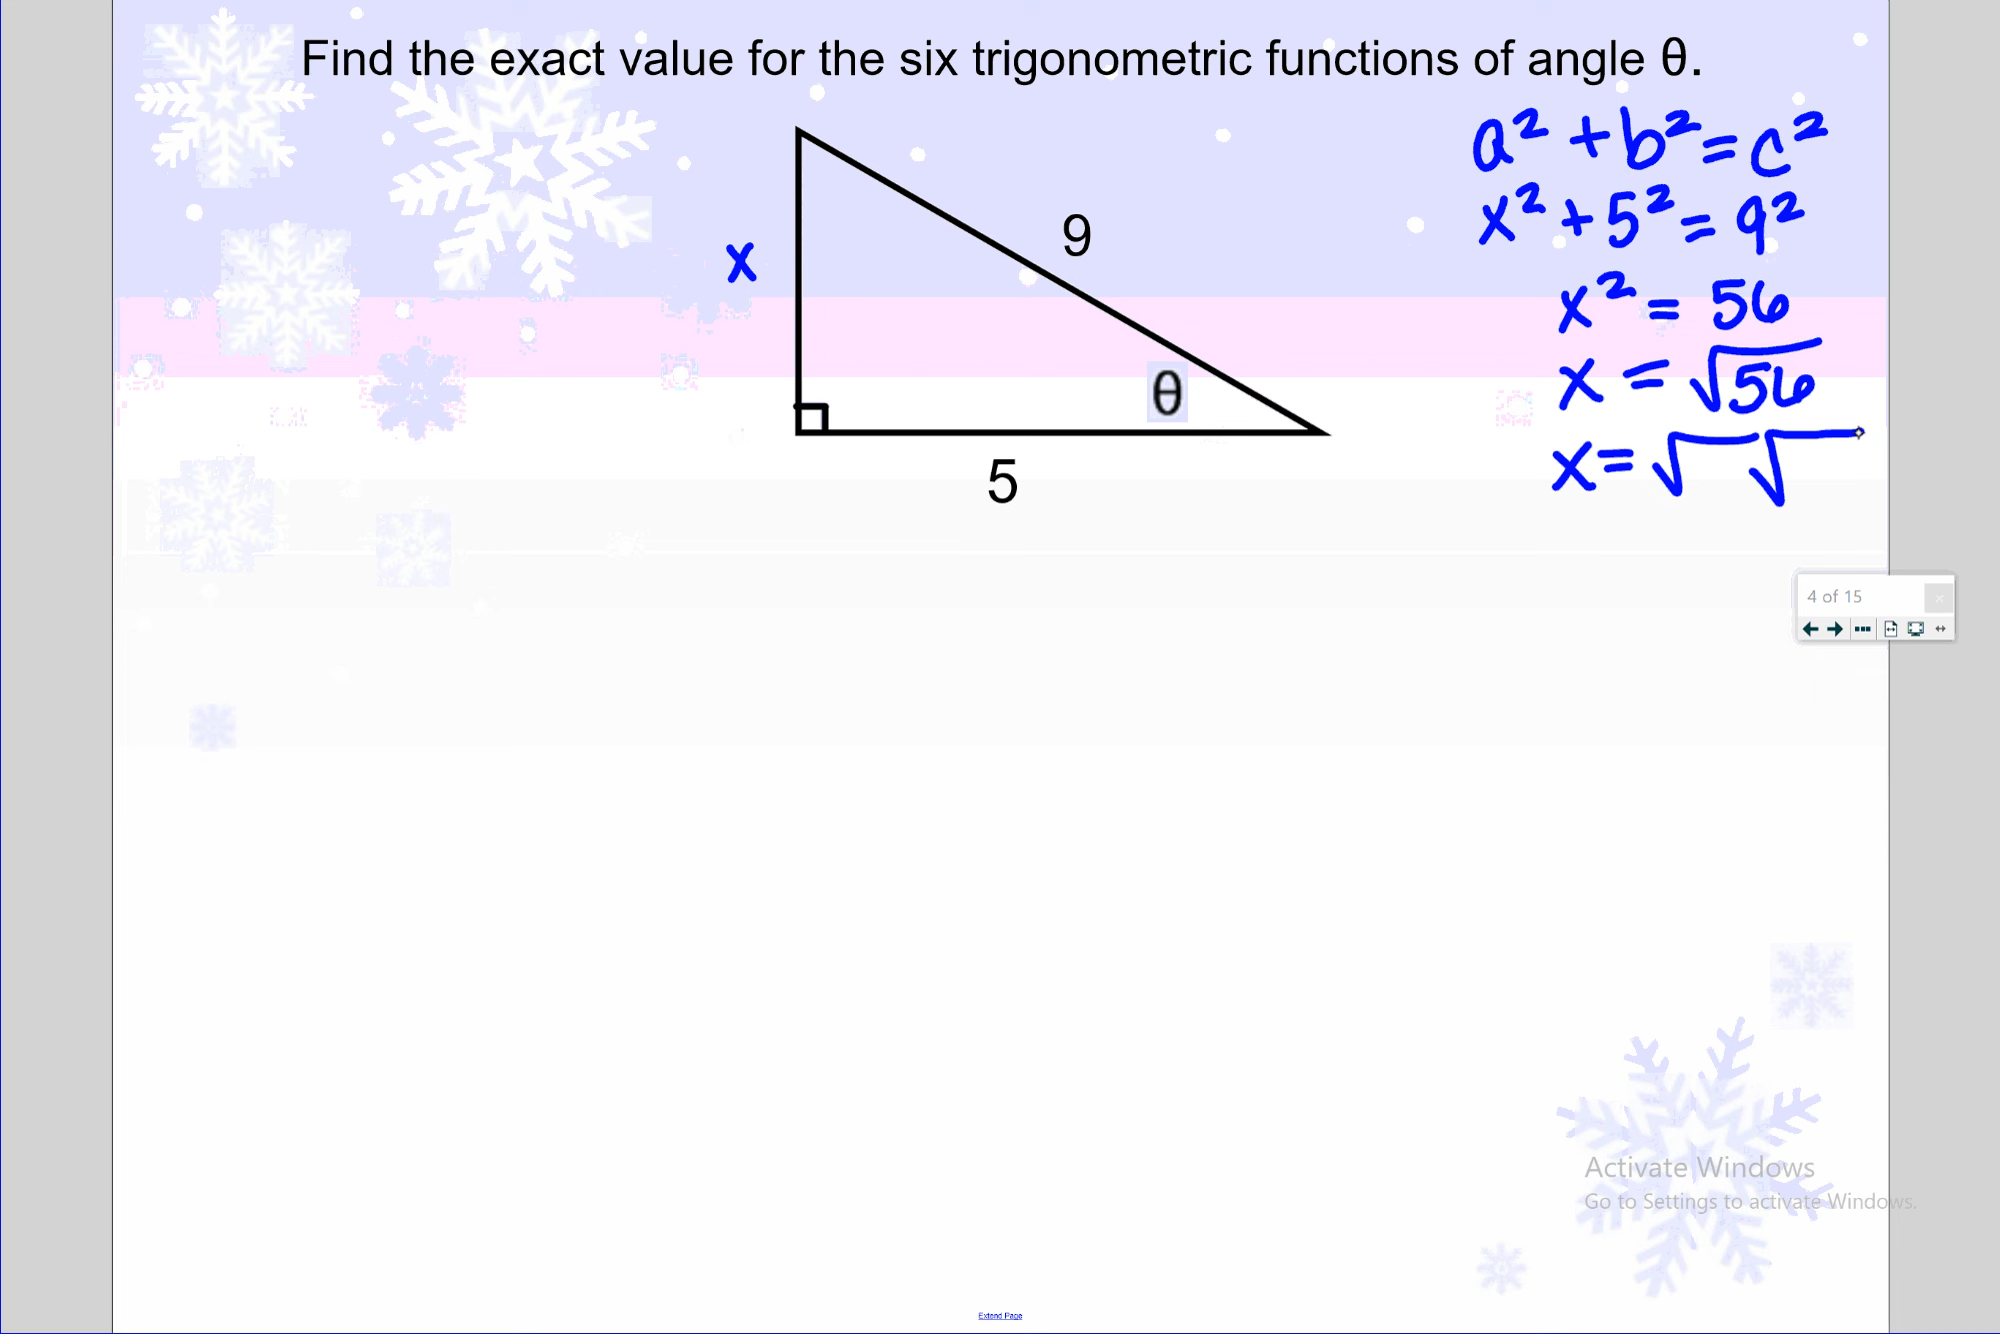 Find the exact value for the six trigonometric functions of angle θ.
a² + b² = c²
x² + 5² = 9²
x² = 56
x = √56
x = √ √
x
9
θ
5
4 of 15
Activate Windows
Go to Settings to activate Windows.
Extend Page